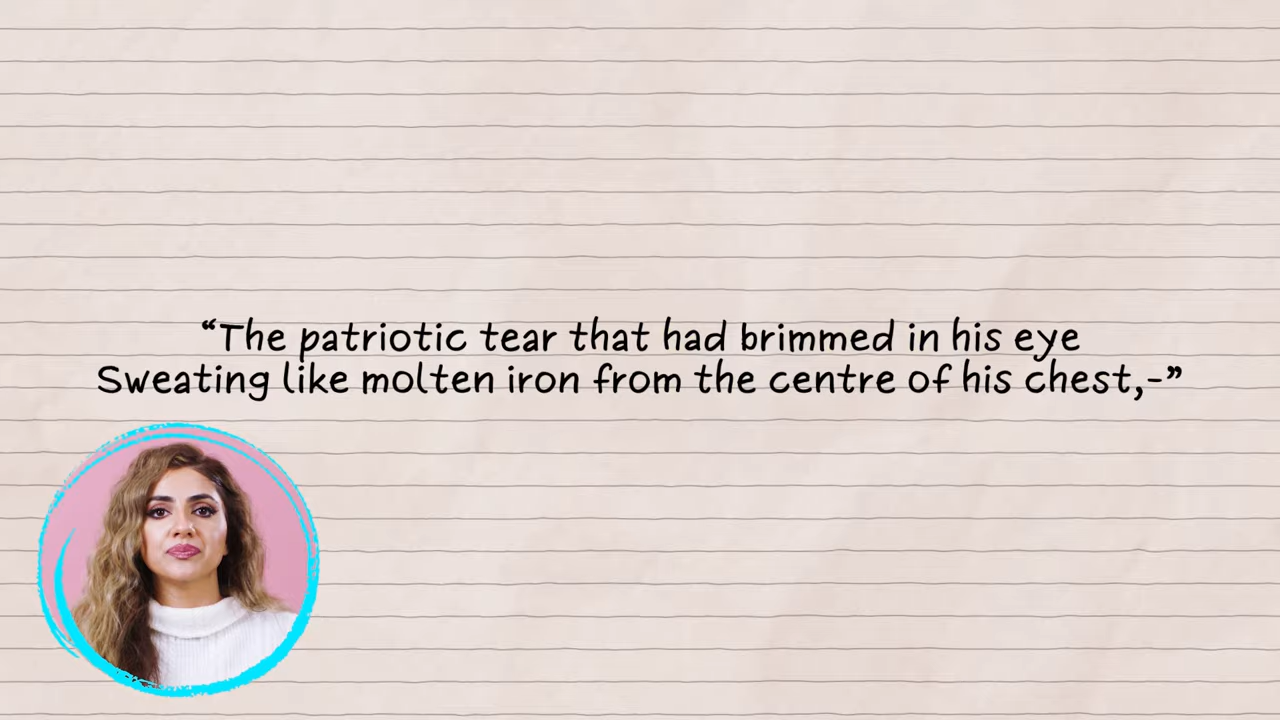 “The patriotic tear that had brimmed in his eye
Sweating like molten iron from the centre of his chest,-”